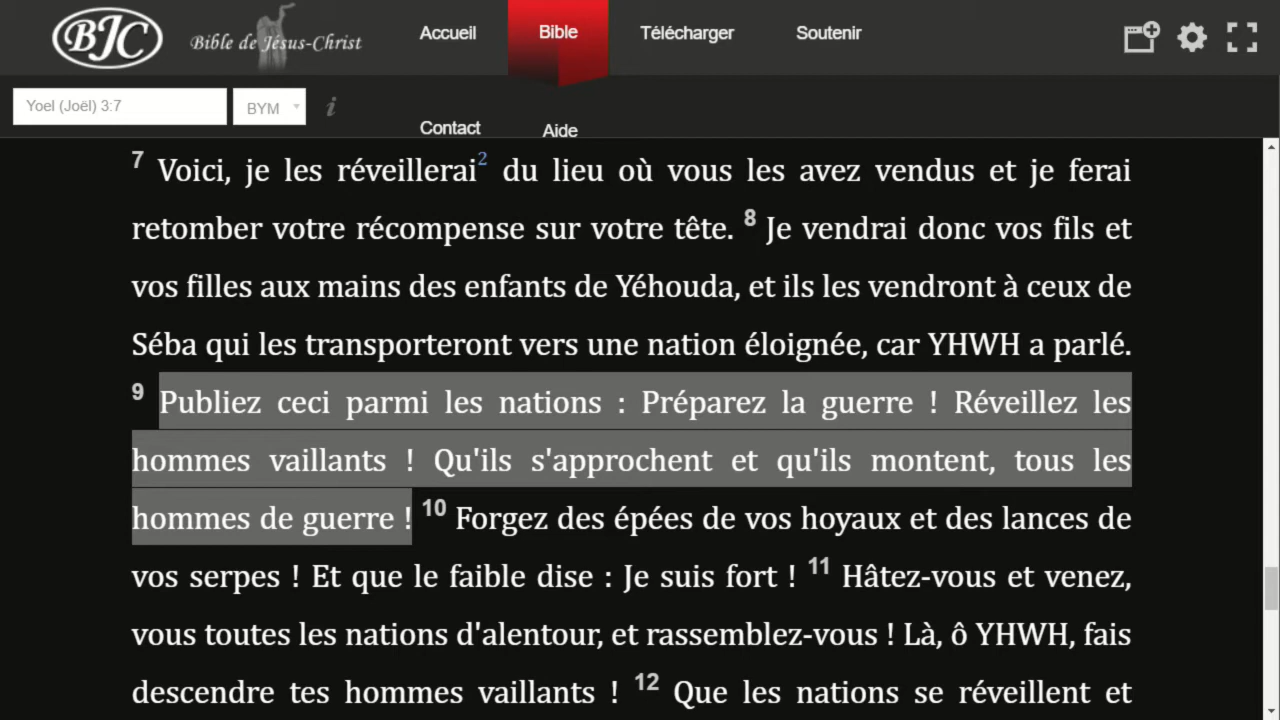 BJC
Bible de Jésus-Christ
Accueil
Bible
Télécharger
Soutenir
Yoel (Joël) 3:7
BYM
i
Contact
Aide
7 Voici, je les réveillerai2 du lieu où vous les avez vendus et je ferai
retomber votre récompense sur votre tête. 8 Je vendrai donc vos fils et
vos filles aux mains des enfants de Yéhouda, et ils les vendront à ceux de
Séba qui les transporteront vers une nation éloignée, car YHWH a parlé.
9 Publiez ceci parmi les nations : Préparez la guerre ! Réveillez les
hommes vaillants ! Qu'ils s'approchent et qu'ils montent, tous les
hommes de guerre ! 10 Forgez des épées de vos hoyaux et des lances de
vos serpes ! Et que le faible dise : Je suis fort ! 11 Hâtez-vous et venez,
vous toutes les nations d'alentour, et rassemblez-vous ! Là, ô YHWH, fais
descendre tes hommes vaillants ! 12 Que les nations se réveillent et